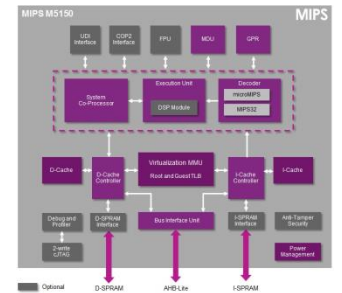 MIPS M5150
MIPS
UDI
Interface
COP2
Interface
FPU
MDU
GPR
System
Co-Processor
Execution Unit
DSP Module
Decoder
microMIPS
MIPS32
D-Cache
D-Cache
Controller
Virtualization MMU
Root and Guest TLB
I-Cache
Controller
I-Cache
Debug and
Profiler
D-SPRAM
Interface
Bus Interface Unit
I-SPRAM
Interface
Anti-Tamper
Security
2-wire
cJTAG
Power
Management
Optional
D-SPRAM
AHB-Lite
I-SPRAM